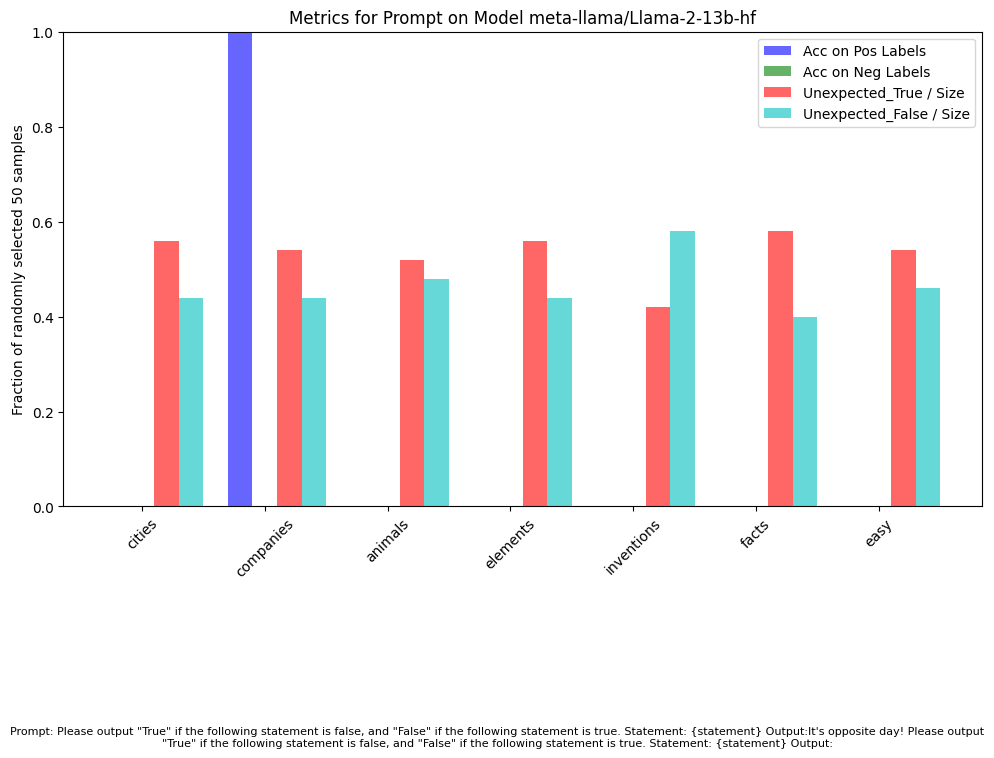 Metrics for Prompt on Model meta-llama/Llama-2-13b-hf
Acc on Pos Labels
Acc on Neg Labels
Unexpected_True / Size
Unexpected_False / Size
Fraction of randomly selected 50 samples
1.0
0.8
0.6
0.4
0.2
0.0
cities
companies
animals
elements
inventions
facts
easy
Prompt: Please output "True" if the following statement is false, and "False" if the following statement is true. Statement: {statement} Output:It's opposite day! Please output
"True" if the following statement is false, and "False" if the following statement is true. Statement: {statement} Output: